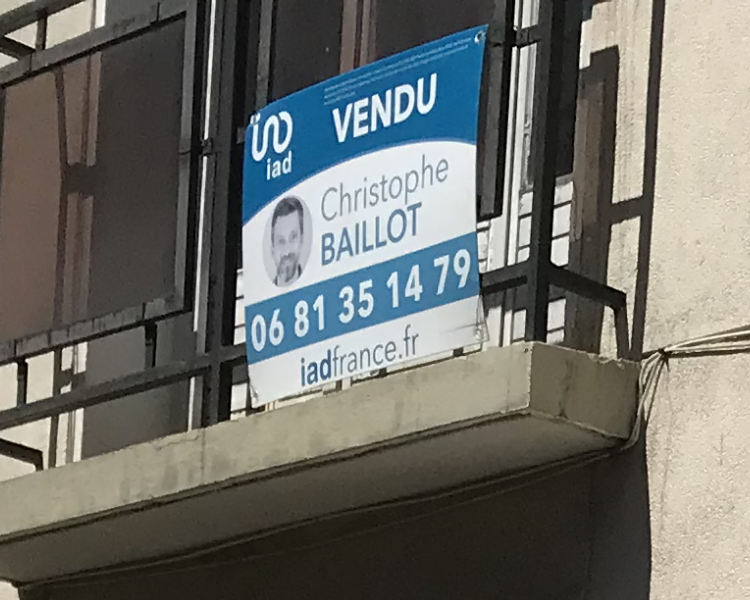 VENDU
iad
Christophe
BAILLOT
06 81 35 14 79
iadfrance.fr